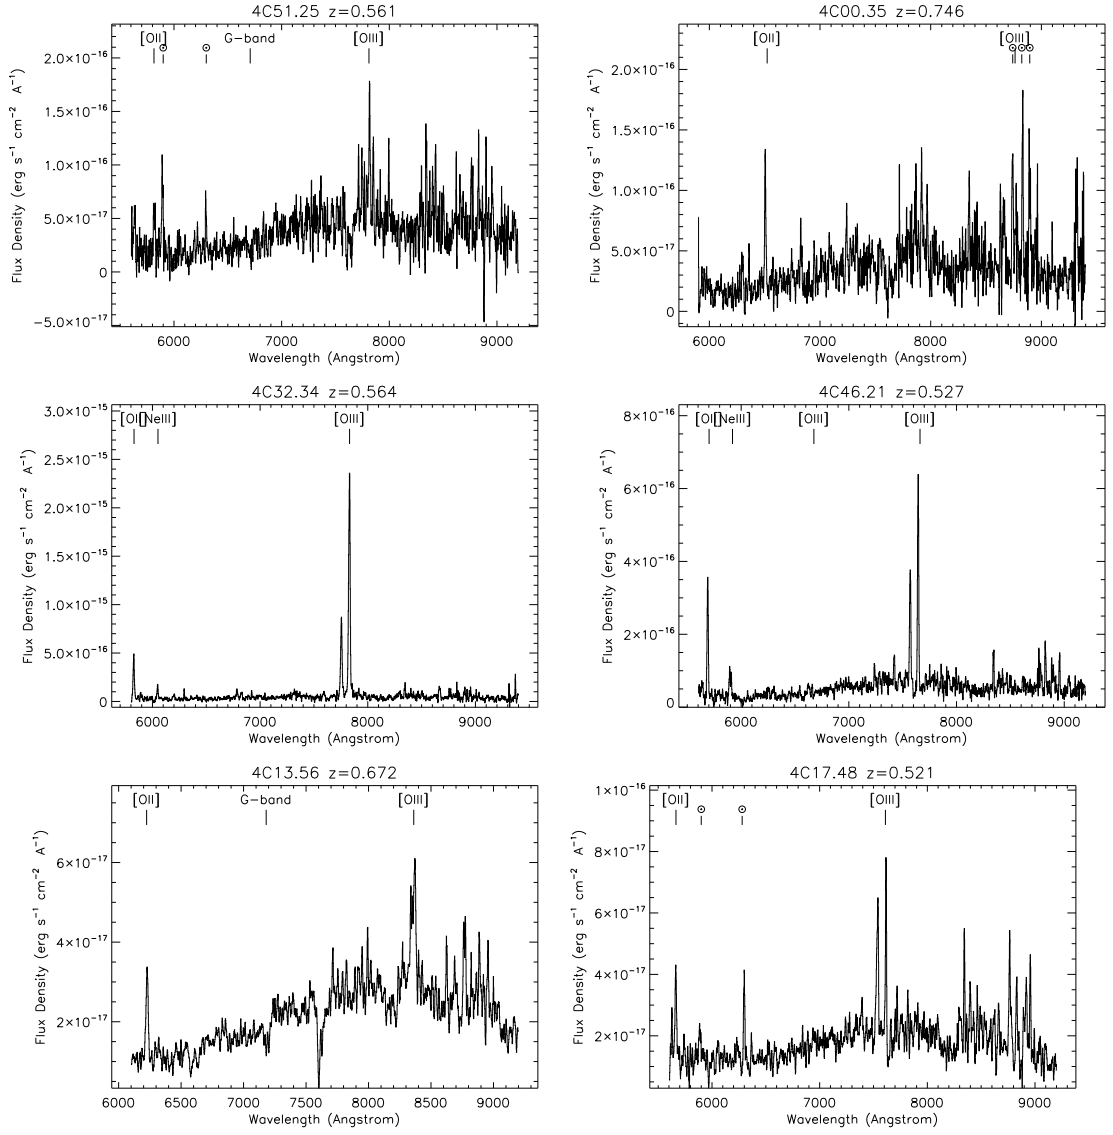 4C51.25 z=0.561
[OII] ⊙ ⊙ G-band [OIII]
2.0×10⁻¹⁶
1.5×10⁻¹⁶
1.0×10⁻¹⁶
5.0×10⁻¹⁷
0
−5.0×10⁻¹⁷
Flux Density (erg s⁻¹ cm⁻² A⁻¹)
6000 7000 8000 9000
Wavelength (Angstrom)
4C00.35 z=0.746
[OII] [OIII] ⊙ ⊙ ⊙
2.0×10⁻¹⁶
1.5×10⁻¹⁶
1.0×10⁻¹⁶
5.0×10⁻¹⁷
0
Flux Density (erg s⁻¹ cm⁻² A⁻¹)
6000 7000 8000 9000
Wavelength (Angstrom)
4C32.34 z=0.564
[OII] [NeIII] [OIII]
3.0×10⁻¹⁵
2.5×10⁻¹⁵
2.0×10⁻¹⁵
1.5×10⁻¹⁵
1.0×10⁻¹⁵
5.0×10⁻¹⁶
0
Flux Density (erg s⁻¹ cm⁻² A⁻¹)
6000 7000 8000 9000
Wavelength (Angstrom)
4C46.21 z=0.527
[OII] [NeIII] [OIII] [OIII]
8×10⁻¹⁶
6×10⁻¹⁶
4×10⁻¹⁶
2×10⁻¹⁶
0
Flux Density (erg s⁻¹ cm⁻² A⁻¹)
6000 7000 8000 9000
Wavelength (Angstrom)
4C13.56 z=0.672
[OII] G-band [OIII]
6×10⁻¹⁷
4×10⁻¹⁷
2×10⁻¹⁷
Flux Density (erg s⁻¹ cm⁻² A⁻¹)
6000 6500 7000 7500 8000 8500 9000
Wavelength (Angstrom)
4C17.48 z=0.521
[OII] ⊙ ⊙ [OIII]
1×10⁻¹⁶
8×10⁻¹⁷
6×10⁻¹⁷
4×10⁻¹⁷
2×10⁻¹⁷
Flux Density (erg s⁻¹ cm⁻² A⁻¹)
6000 7000 8000 9000
Wavelength (Angstrom)